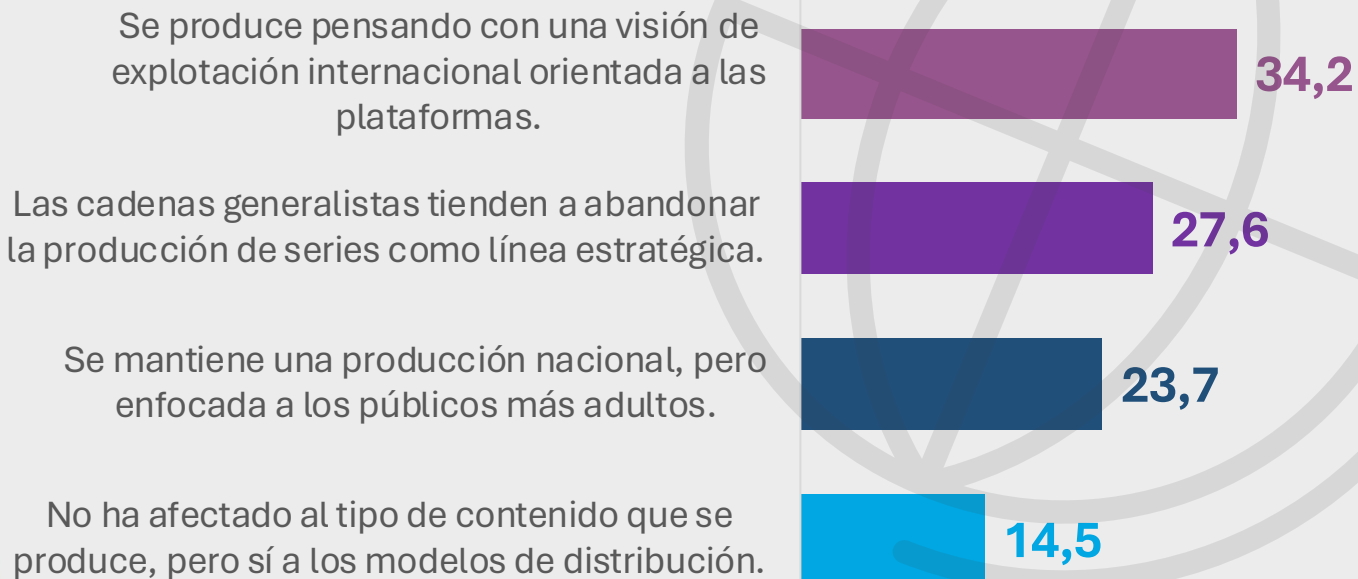 Se produce pensando con una visión de
explotación internacional orientada a las
plataformas.
34,2
Las cadenas generalistas tienden a abandonar
la producción de series como línea estratégica.
27,6
Se mantiene una producción nacional, pero
enfocada a los públicos más adultos.
23,7
No ha afectado al tipo de contenido que se
produce, pero sí a los modelos de distribución.
14,5